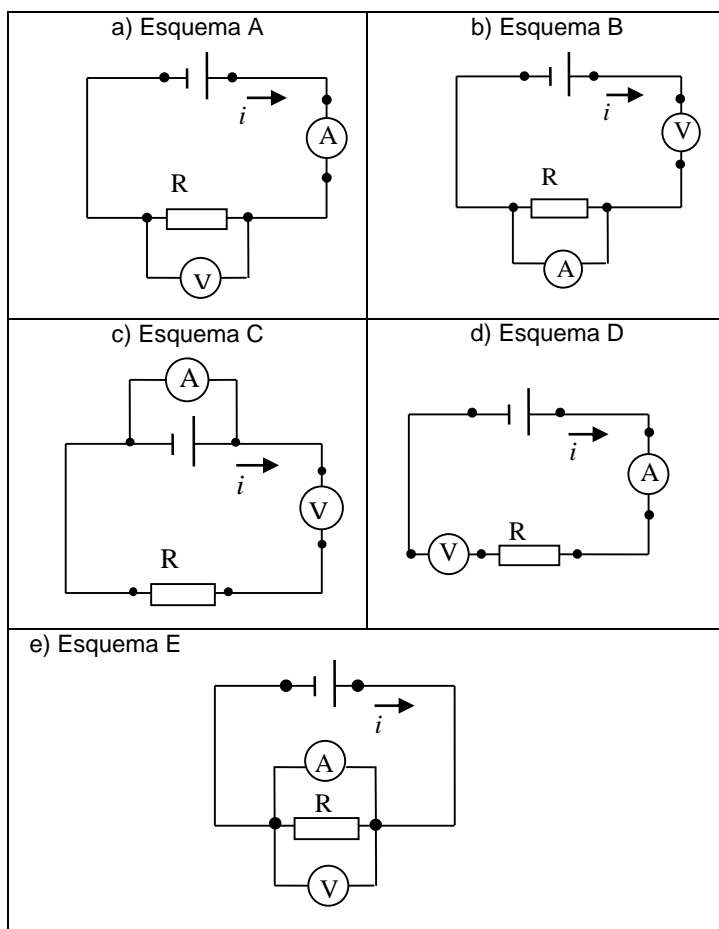 a) Esquema A
i
A
R
V
b) Esquema B
i
V
R
A
c) Esquema C
A
i
V
R
d) Esquema D
i
A
V
R
e) Esquema E
i
A
R
V